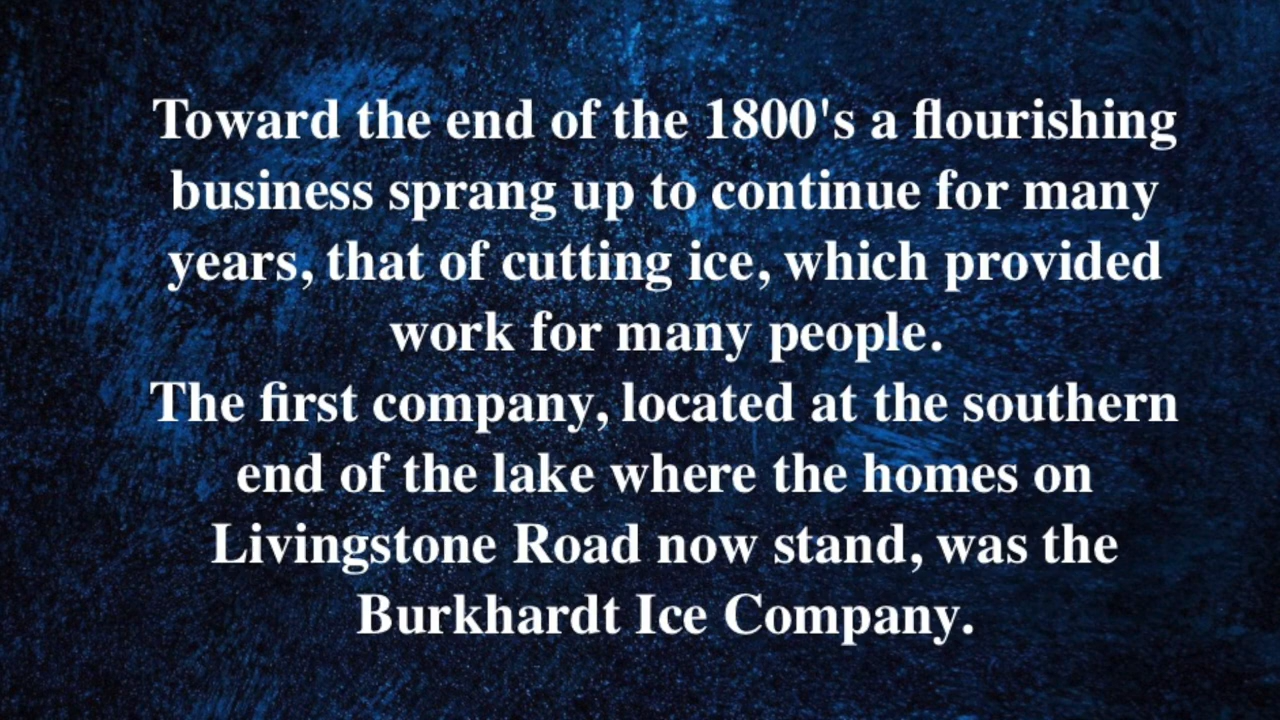 Toward the end of the 1800's a flourishing
business sprang up to continue for many
years, that of cutting ice, which provided
work for many people.
The first company, located at the southern
end of the lake where the homes on
Livingstone Road now stand, was the
Burkhardt Ice Company.